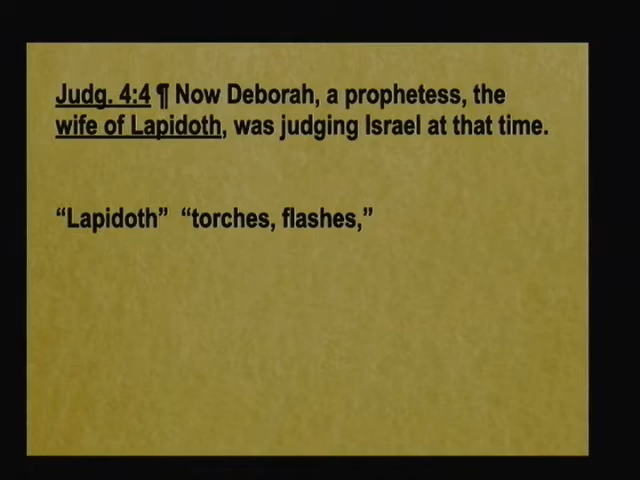 Judg. 4:4 ¶ Now Deborah, a prophetess, the
wife of Lapidoth, was judging Israel at that time.
“Lapidoth” “torches, flashes,”